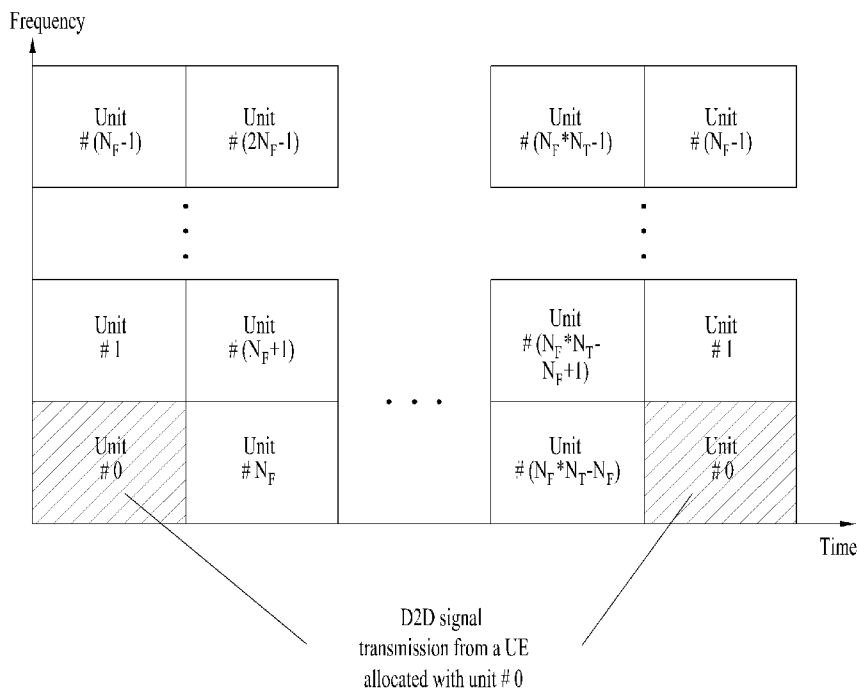 Frequency
Unit
# (N_F-1)
Unit
# (2N_F-1)
Unit
# (N_F*N_T-1)
Unit
# (N_F-1)
Unit
# 1
Unit
# (N_F+1)
Unit
# (N_F*N_T-
N_F+1)
Unit
# 1
Unit
# 0
Unit
# N_F
Unit
# (N_F*N_T-N_F)
Unit
# 0
Time
D2D signal
transmission from a UE
allocated with unit # 0